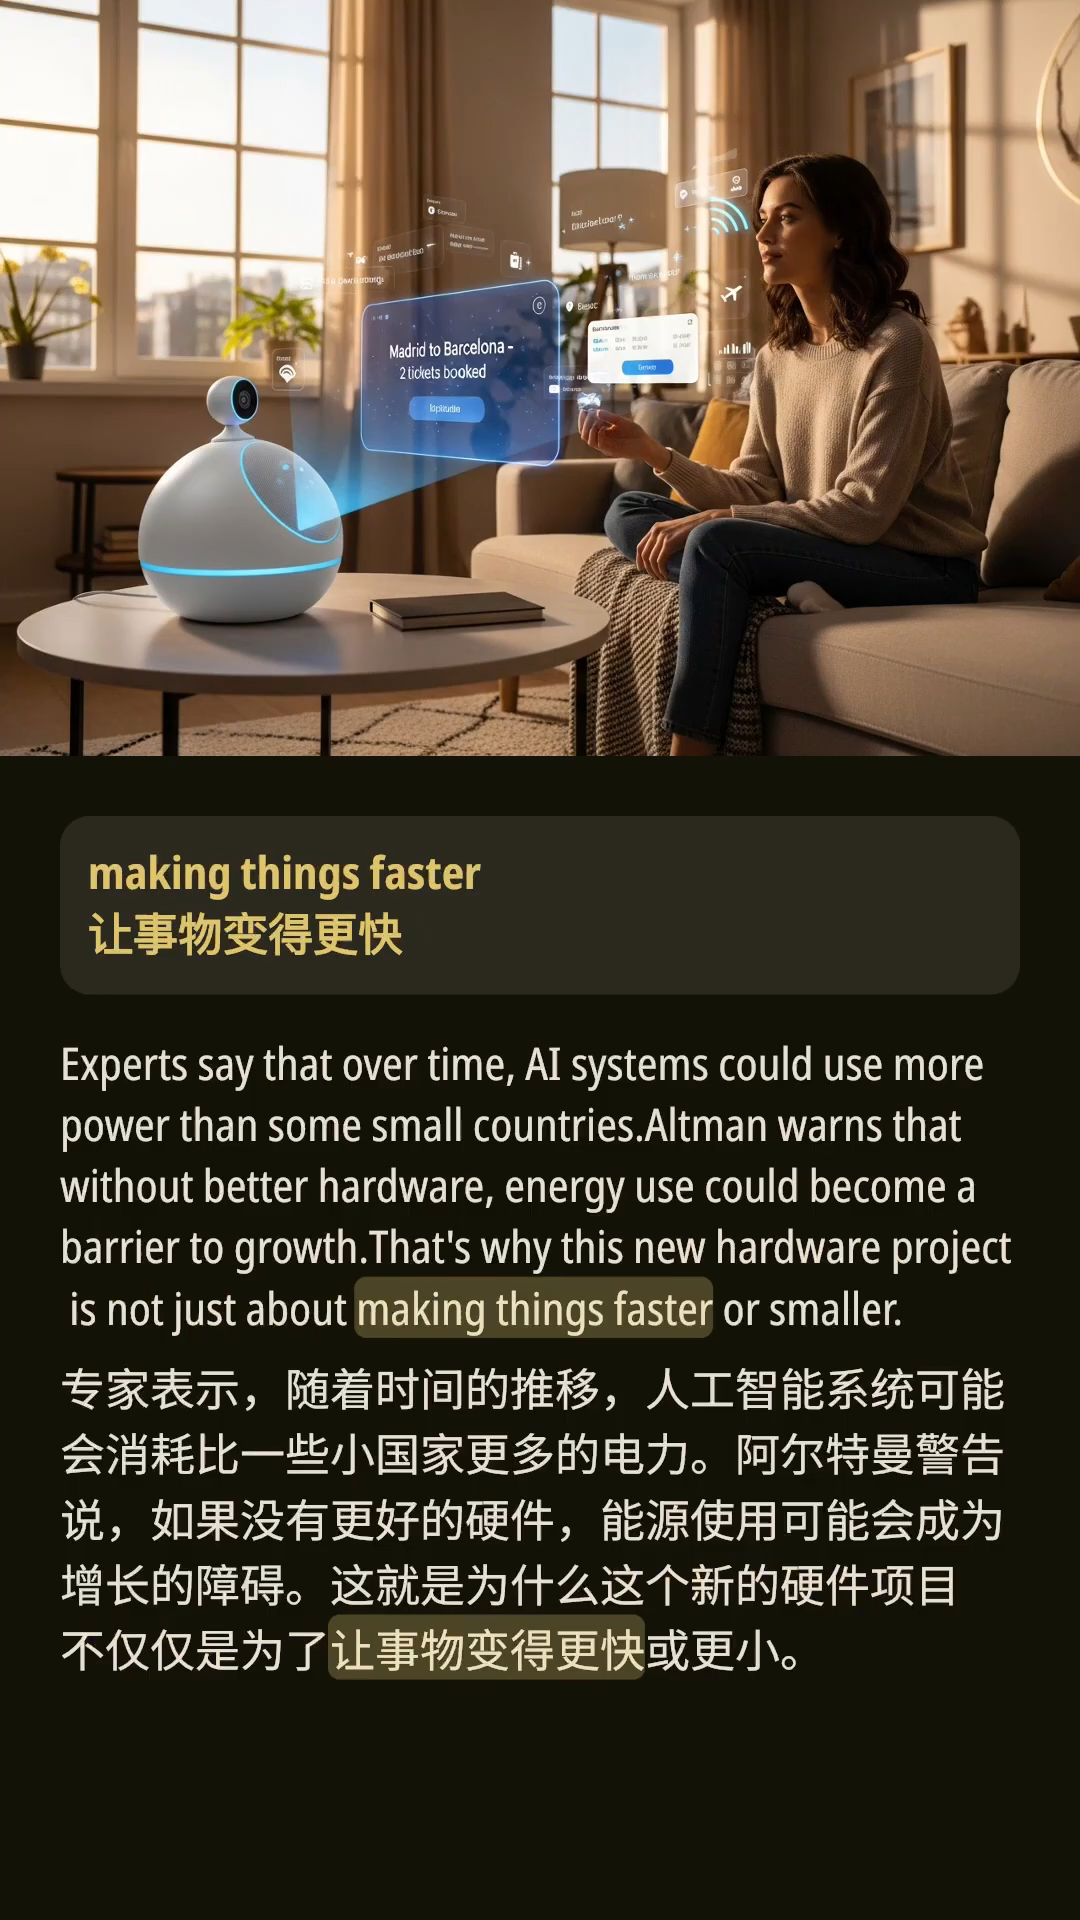 Madrid to Barcelona -
2 tickets booked
making things faster
让事物变得更快
Experts say that over time, AI systems could use more
power than some small countries.Altman warns that
without better hardware, energy use could become a
barrier to growth.That's why this new hardware project
is not just about making things faster or smaller.
专家表示，随着时间的推移，人工智能系统可能
会消耗比一些小国家更多的电力。阿尔特曼警告
说，如果没有更好的硬件，能源使用可能会成为
增长的障碍。这就是为什么这个新的硬件项目
不仅仅是为了让事物变得更快或更小。